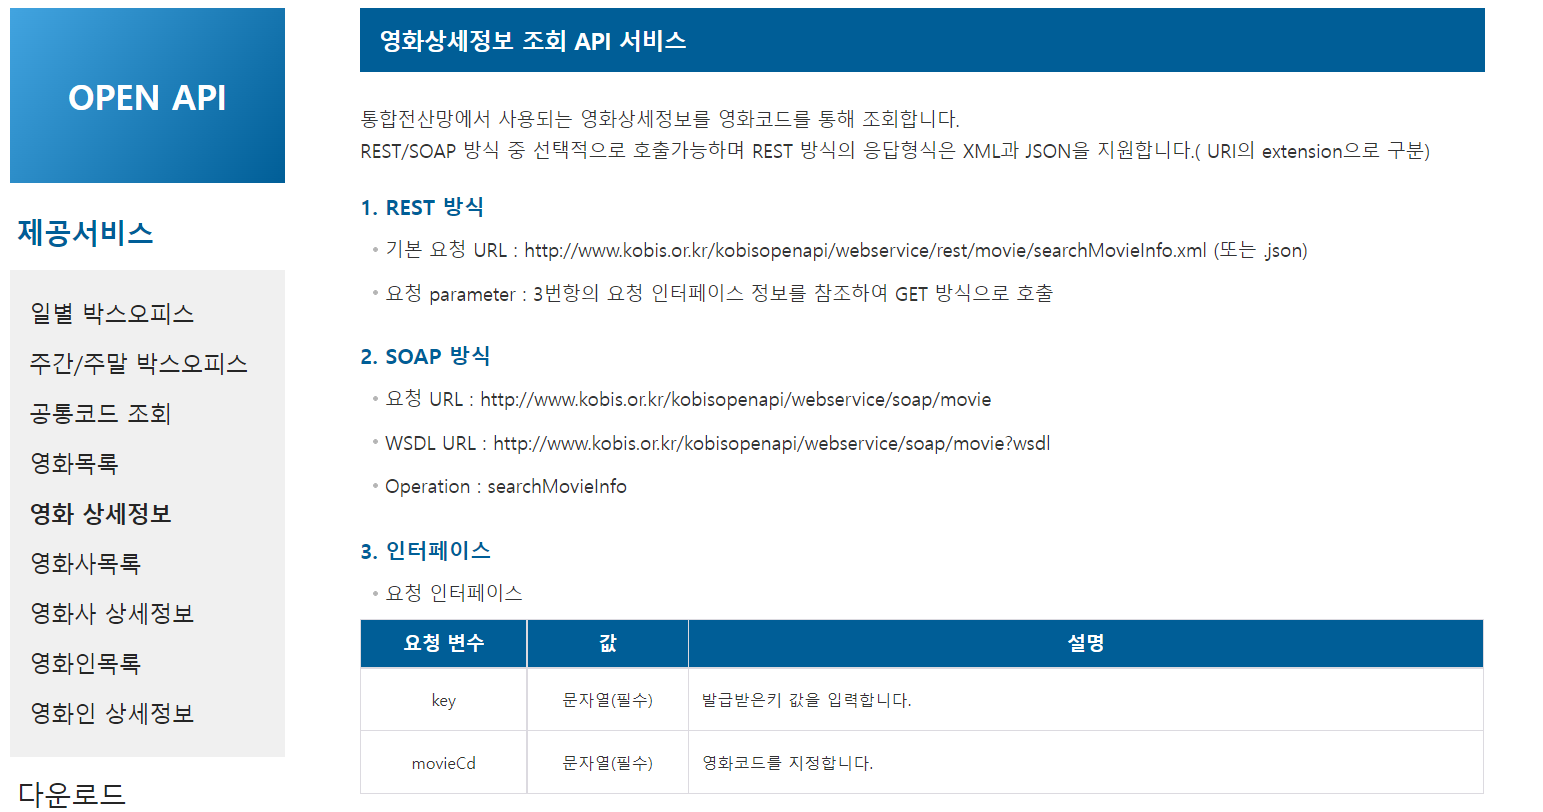 OPEN API
제공서비스
일별 박스오피스
주간/주말 박스오피스
공통코드 조회
영화목록
영화 상세정보
영화사목록
영화사 상세정보
영화인목록
영화인 상세정보
다운로드
영화상세정보 조회 API 서비스
통합전산망에서 사용되는 영화상세정보를 영화코드를 통해 조회합니다.
REST/SOAP 방식 중 선택적으로 호출가능하며 REST 방식의 응답형식은 XML과 JSON을 지원합니다.( URI의 extension으로 구분)
1. REST 방식
• 기본 요청 URL : http://www.kobis.or.kr/kobisopenapi/webservice/rest/movie/searchMovieInfo.xml (또는 .json)
• 요청 parameter : 3번항의 요청 인터페이스 정보를 참조하여 GET 방식으로 호출
2. SOAP 방식
• 요청 URL : http://www.kobis.or.kr/kobisopenapi/webservice/soap/movie
• WSDL URL : http://www.kobis.or.kr/kobisopenapi/webservice/soap/movie?wsdl
• Operation : searchMovieInfo
3. 인터페이스
• 요청 인터페이스
요청 변수 값 설명
key 문자열(필수) 발급받은키 값을 입력합니다.
movieCd 문자열(필수) 영화코드를 지정합니다.